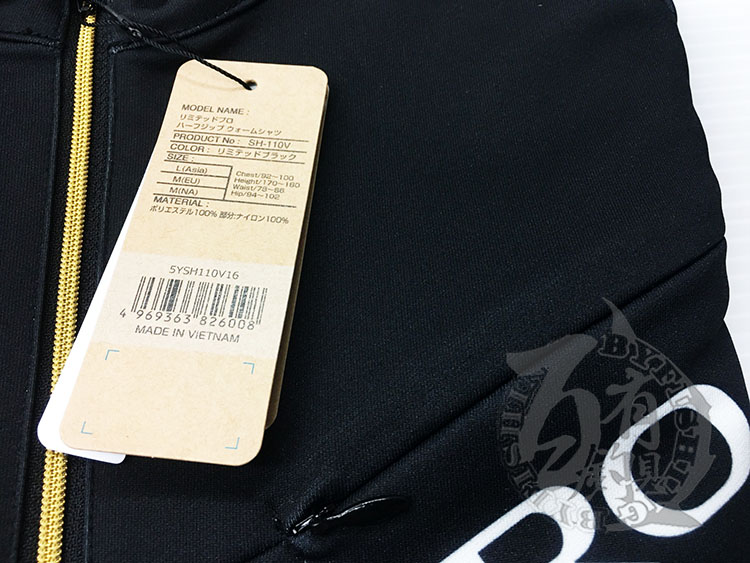 MODEL NAME :
リミテッドプロ
ハーフジップ ウォームシャツ
PRODUCT No : SH-110V
COLOR : リミテッドブラック
SIZE :
L(Asia)
M(EU)
M(NA)
Chest/92~100
Height/170~180
Waist/78~86
Hip/94~102
MATERIAL :
ポリエステル100% 部分:ナイロン100%
5YSH110V16
4 969363 826008
MADE IN VIETNAM
PO